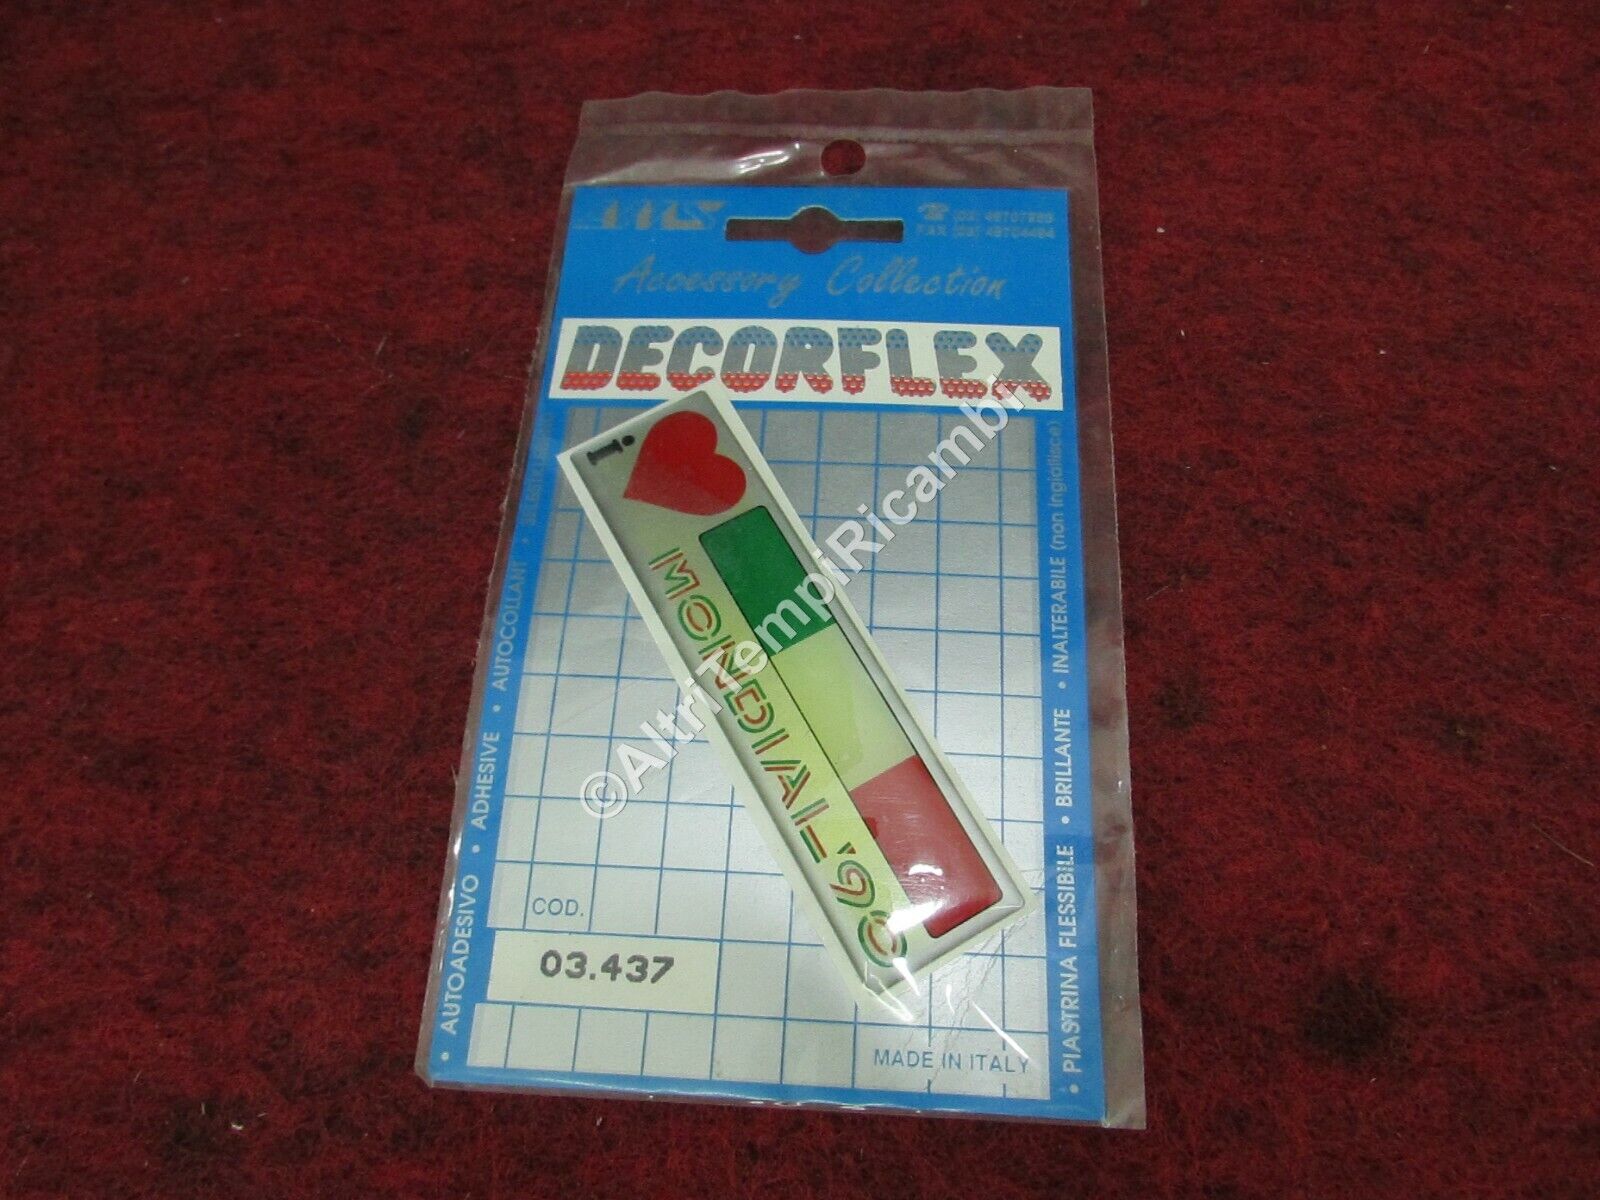 Accessory Collection
DECORFLEX
i
MONDIAL '90
• AUTOADESIVO • ADHESIVE • AUTOCOLLANT •
• PIASTRINA FLESSIBILE • BRILLANTE • INALTERABILE (non ingiallisce)
COD.
03.437
MADE IN ITALY
©AltriTempiRicambi